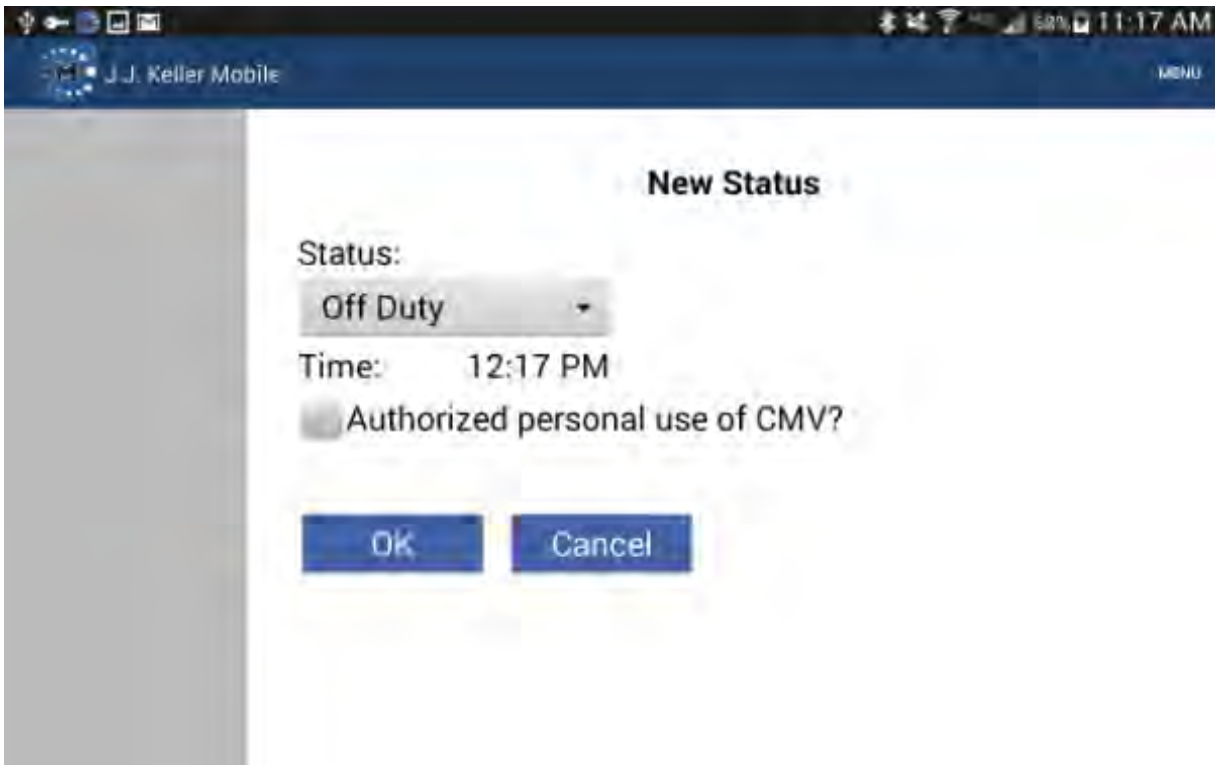 11:17 AM
J.J. Keller Mobile
MENU
New Status
Status:
Off Duty
Time: 12:17 PM
Authorized personal use of CMV?
OK Cancel